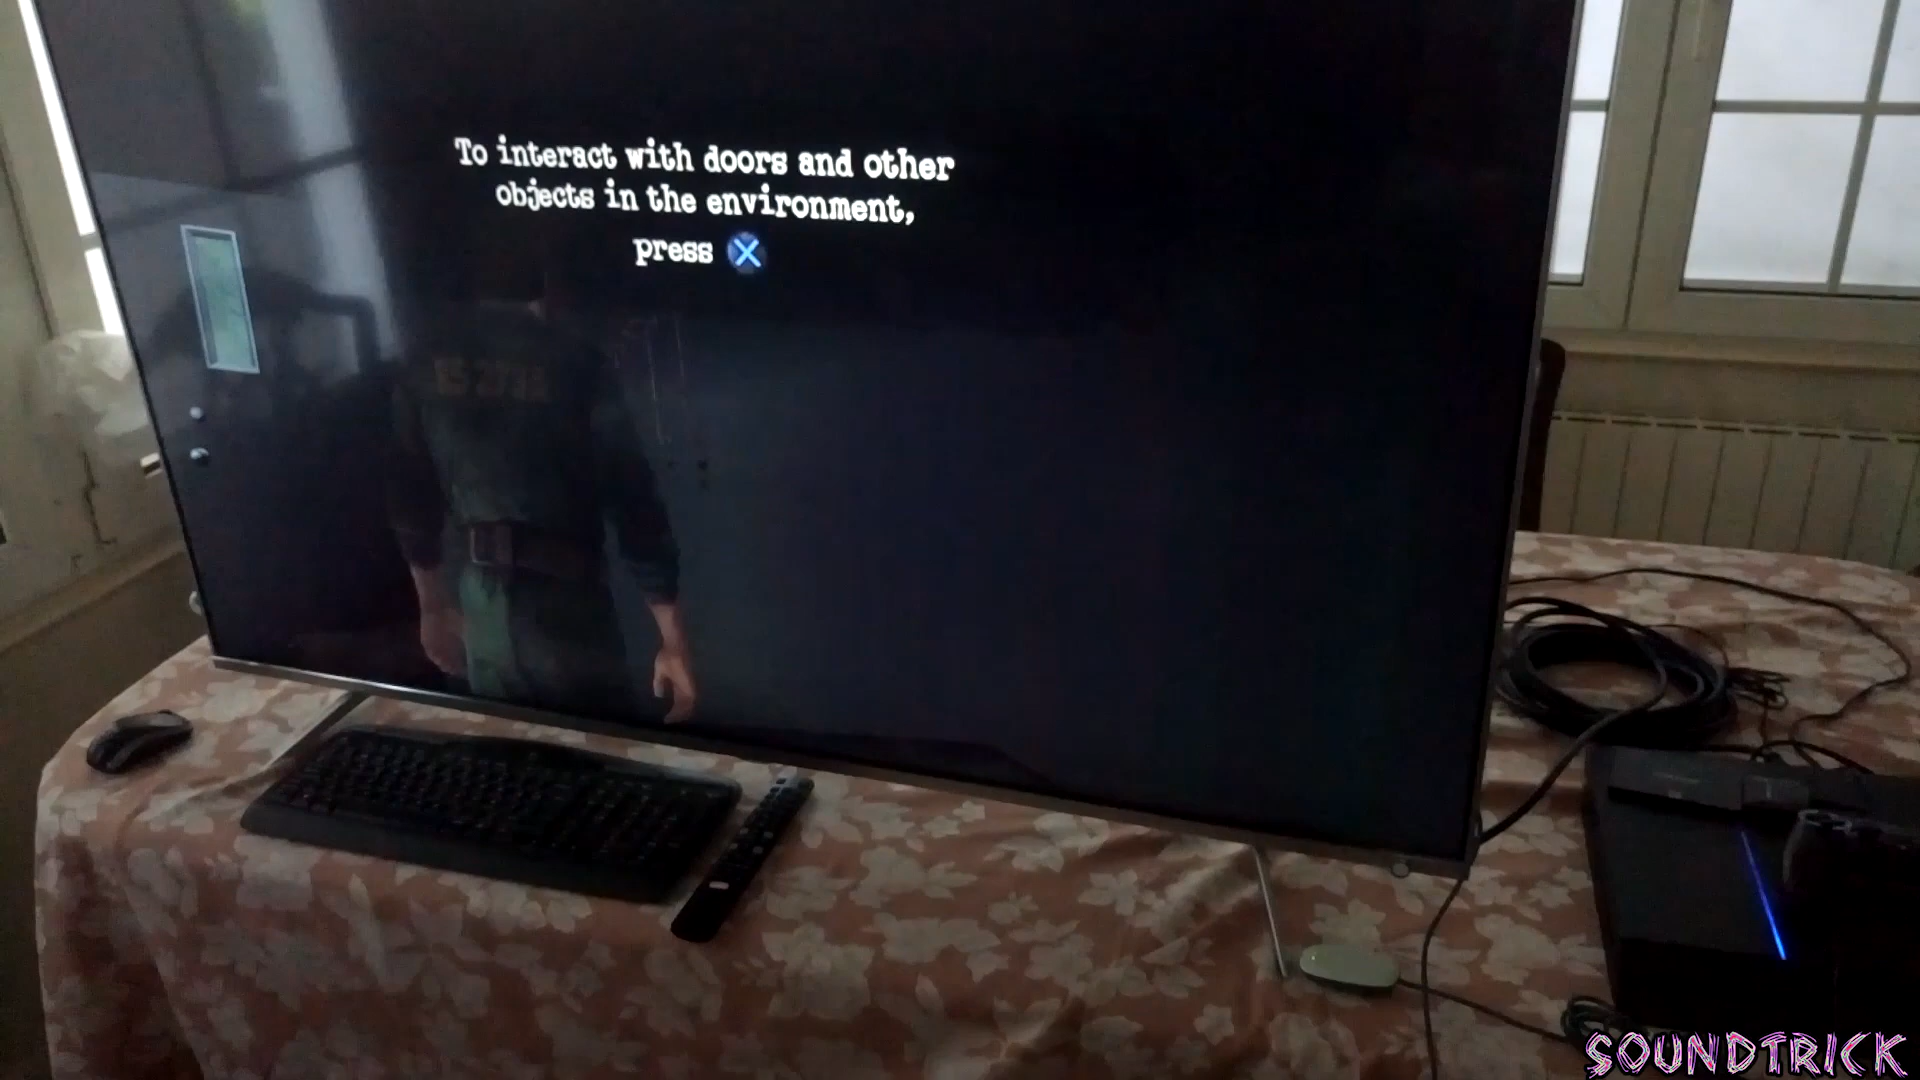 To interact with doors and other
objects in the environment,
press X
SOUNDTRICK